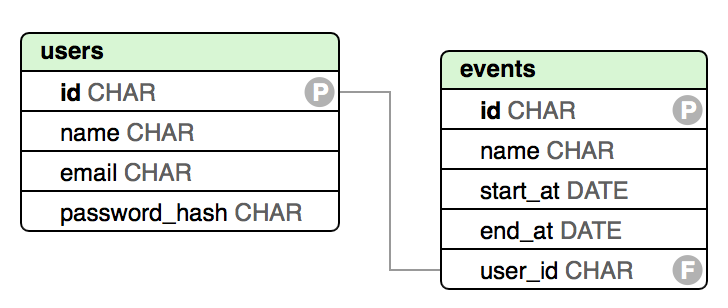 users
id CHAR P
name CHAR
email CHAR
password_hash CHAR
events
id CHAR P
name CHAR
start_at DATE
end_at DATE
user_id CHAR F